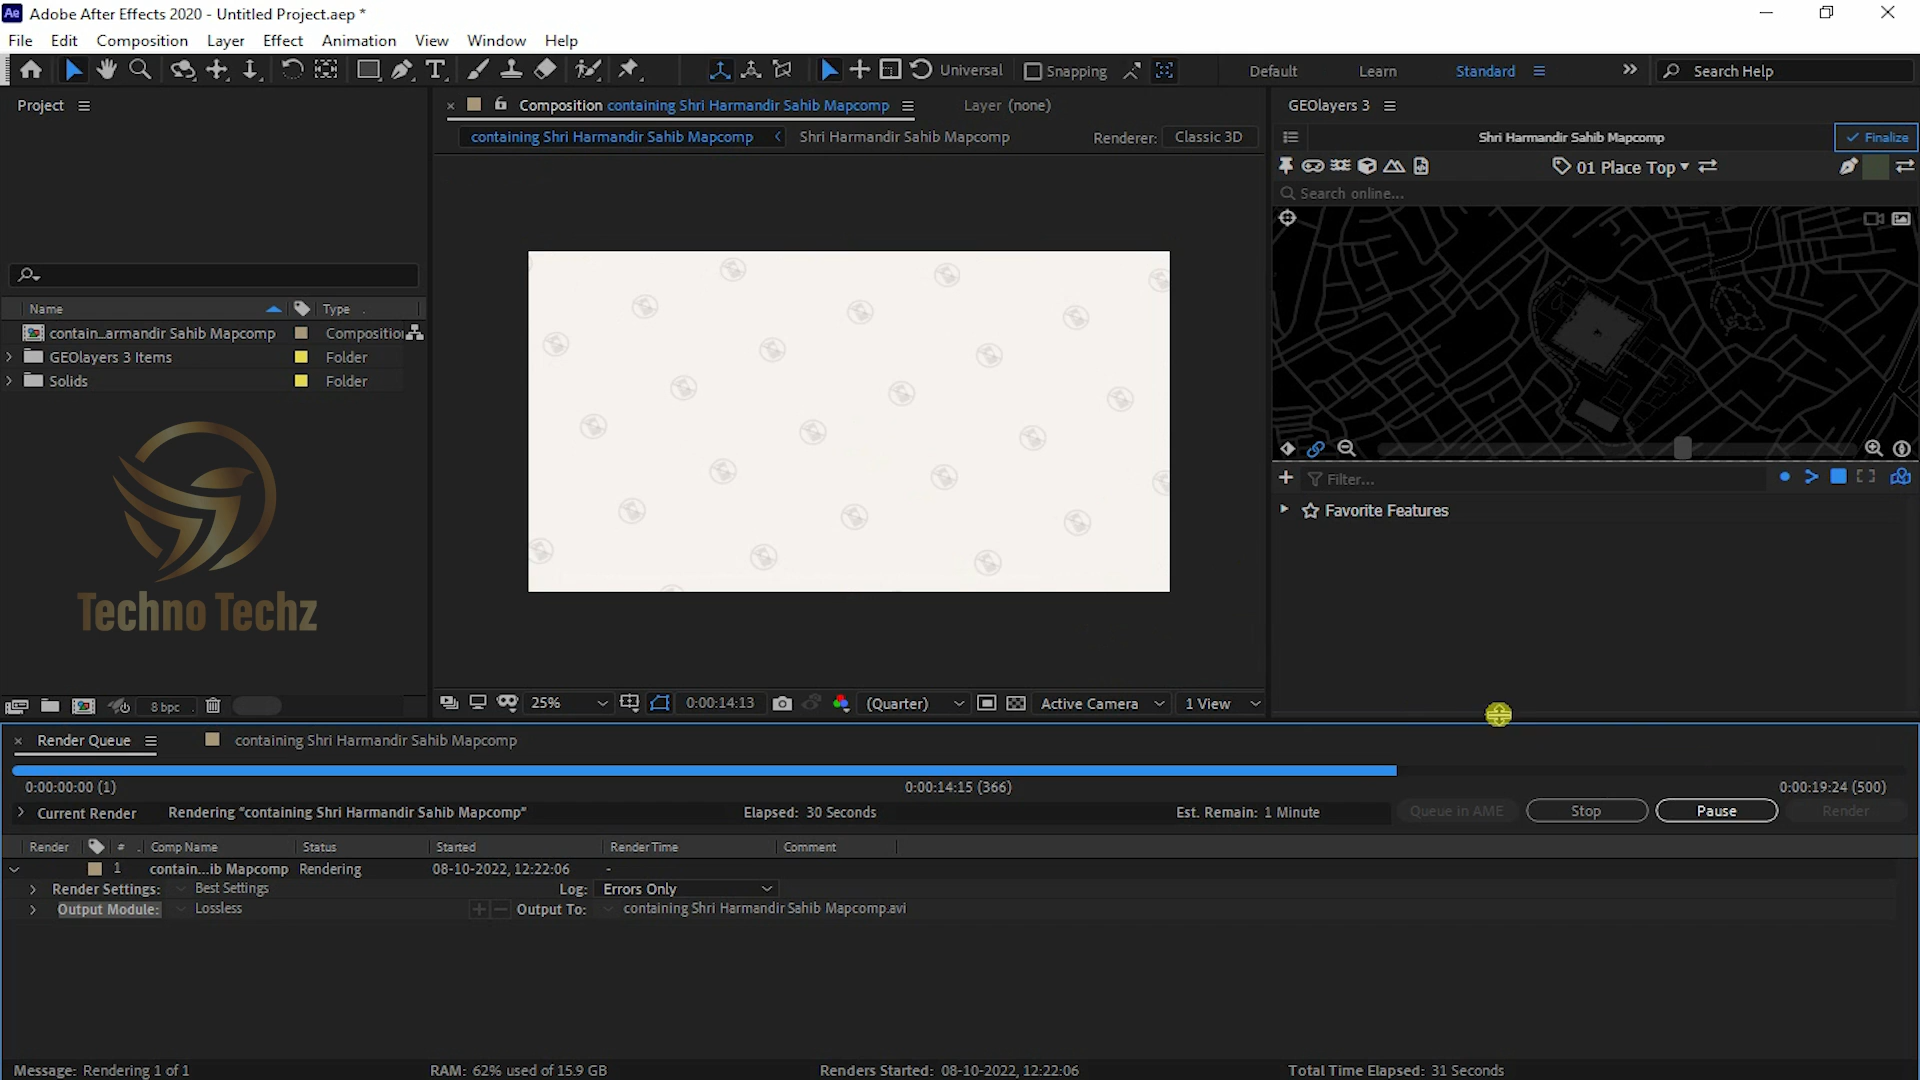 Ae Adobe After Effects 2020 - Untitled Project.aep *
File Edit Composition Layer Effect Animation View Window Help
Universal Snapping Default Learn Standard Search Help
Project
Composition containing Shri Harmandir Sahib Mapcomp Layer (none)
GEOlayers 3
containing Shri Harmandir Sahib Mapcomp Shri Harmandir Sahib Mapcomp Renderer: Classic 3D
Shri Harmandir Sahib Mapcomp Finalize
01 Place Top
Search online...
Name Type
contain...armandir Sahib Mapcomp Compositio
GEOlayers 3 Items Folder
Solids Folder
Filter...
Favorite Features
Techno Techz
8 bpc
25% 0:00:14:13 (Quarter) Active Camera 1 View
Render Queue containing Shri Harmandir Sahib Mapcomp
0:00:00:00 (1) 0:00:14:15 (366) 0:00:19:24 (500)
Current Render Rendering "containing Shri Harmandir Sahib Mapcomp" Elapsed: 30 Seconds Est. Remain: 1 Minute Queue in AME Stop Pause Render
Render # Comp Name Status Started Render Time Comment
1 contain...ib Mapcomp Rendering 08-10-2022, 12:22:06 -
Render Settings: Best Settings Log: Errors Only
Output Module: Lossless + - Output To: containing Shri Harmandir Sahib Mapcomp.avi
Message: Rendering 1 of 1 RAM: 62% used of 15.9 GB Renders Started: 08-10-2022, 12:22:06 Total Time Elapsed: 31 Seconds